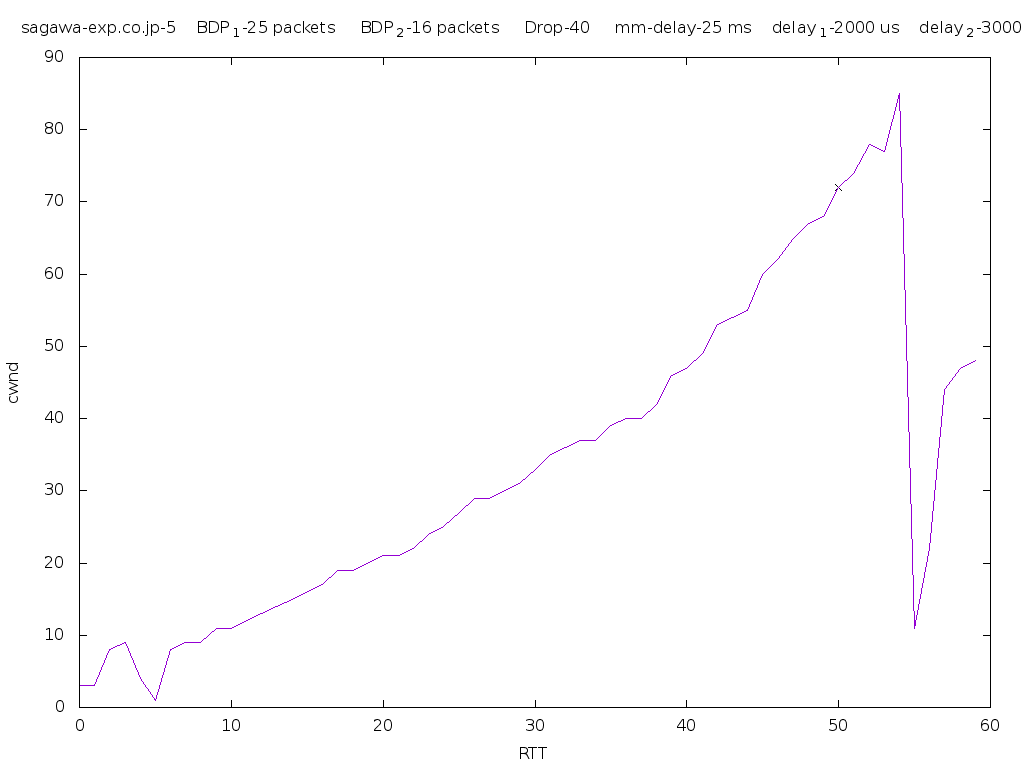 sagawa-exp.co.jp-5 BDP1-25 packets BDP2-16 packets Drop-40 mm-delay-25 ms delay1-2000 us delay2-3000
90
80
70
60
50
40
30
20
10
0
cwnd
0 10 20 30 40 50 60
RTT